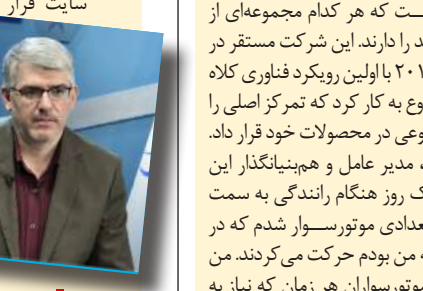 سایت قرار
ست که هر کدام مجموعه‌ای از
د را دارند. این شرکت مستقر در
۲۰۱ با اولین رویکرد فناوری کلاه
وع به کار کرد که تمرکز اصلی را
وعی در محصولات خود قرار داد.
، مدیر عامل و هم‌بنیانگذار این
ک روز هنگام رانندگی به سمت
عدادی موتورسوار شدم که در
ه من بودم حرکت می‌کردند. من
موتورسواران هر زمان که نیاز به